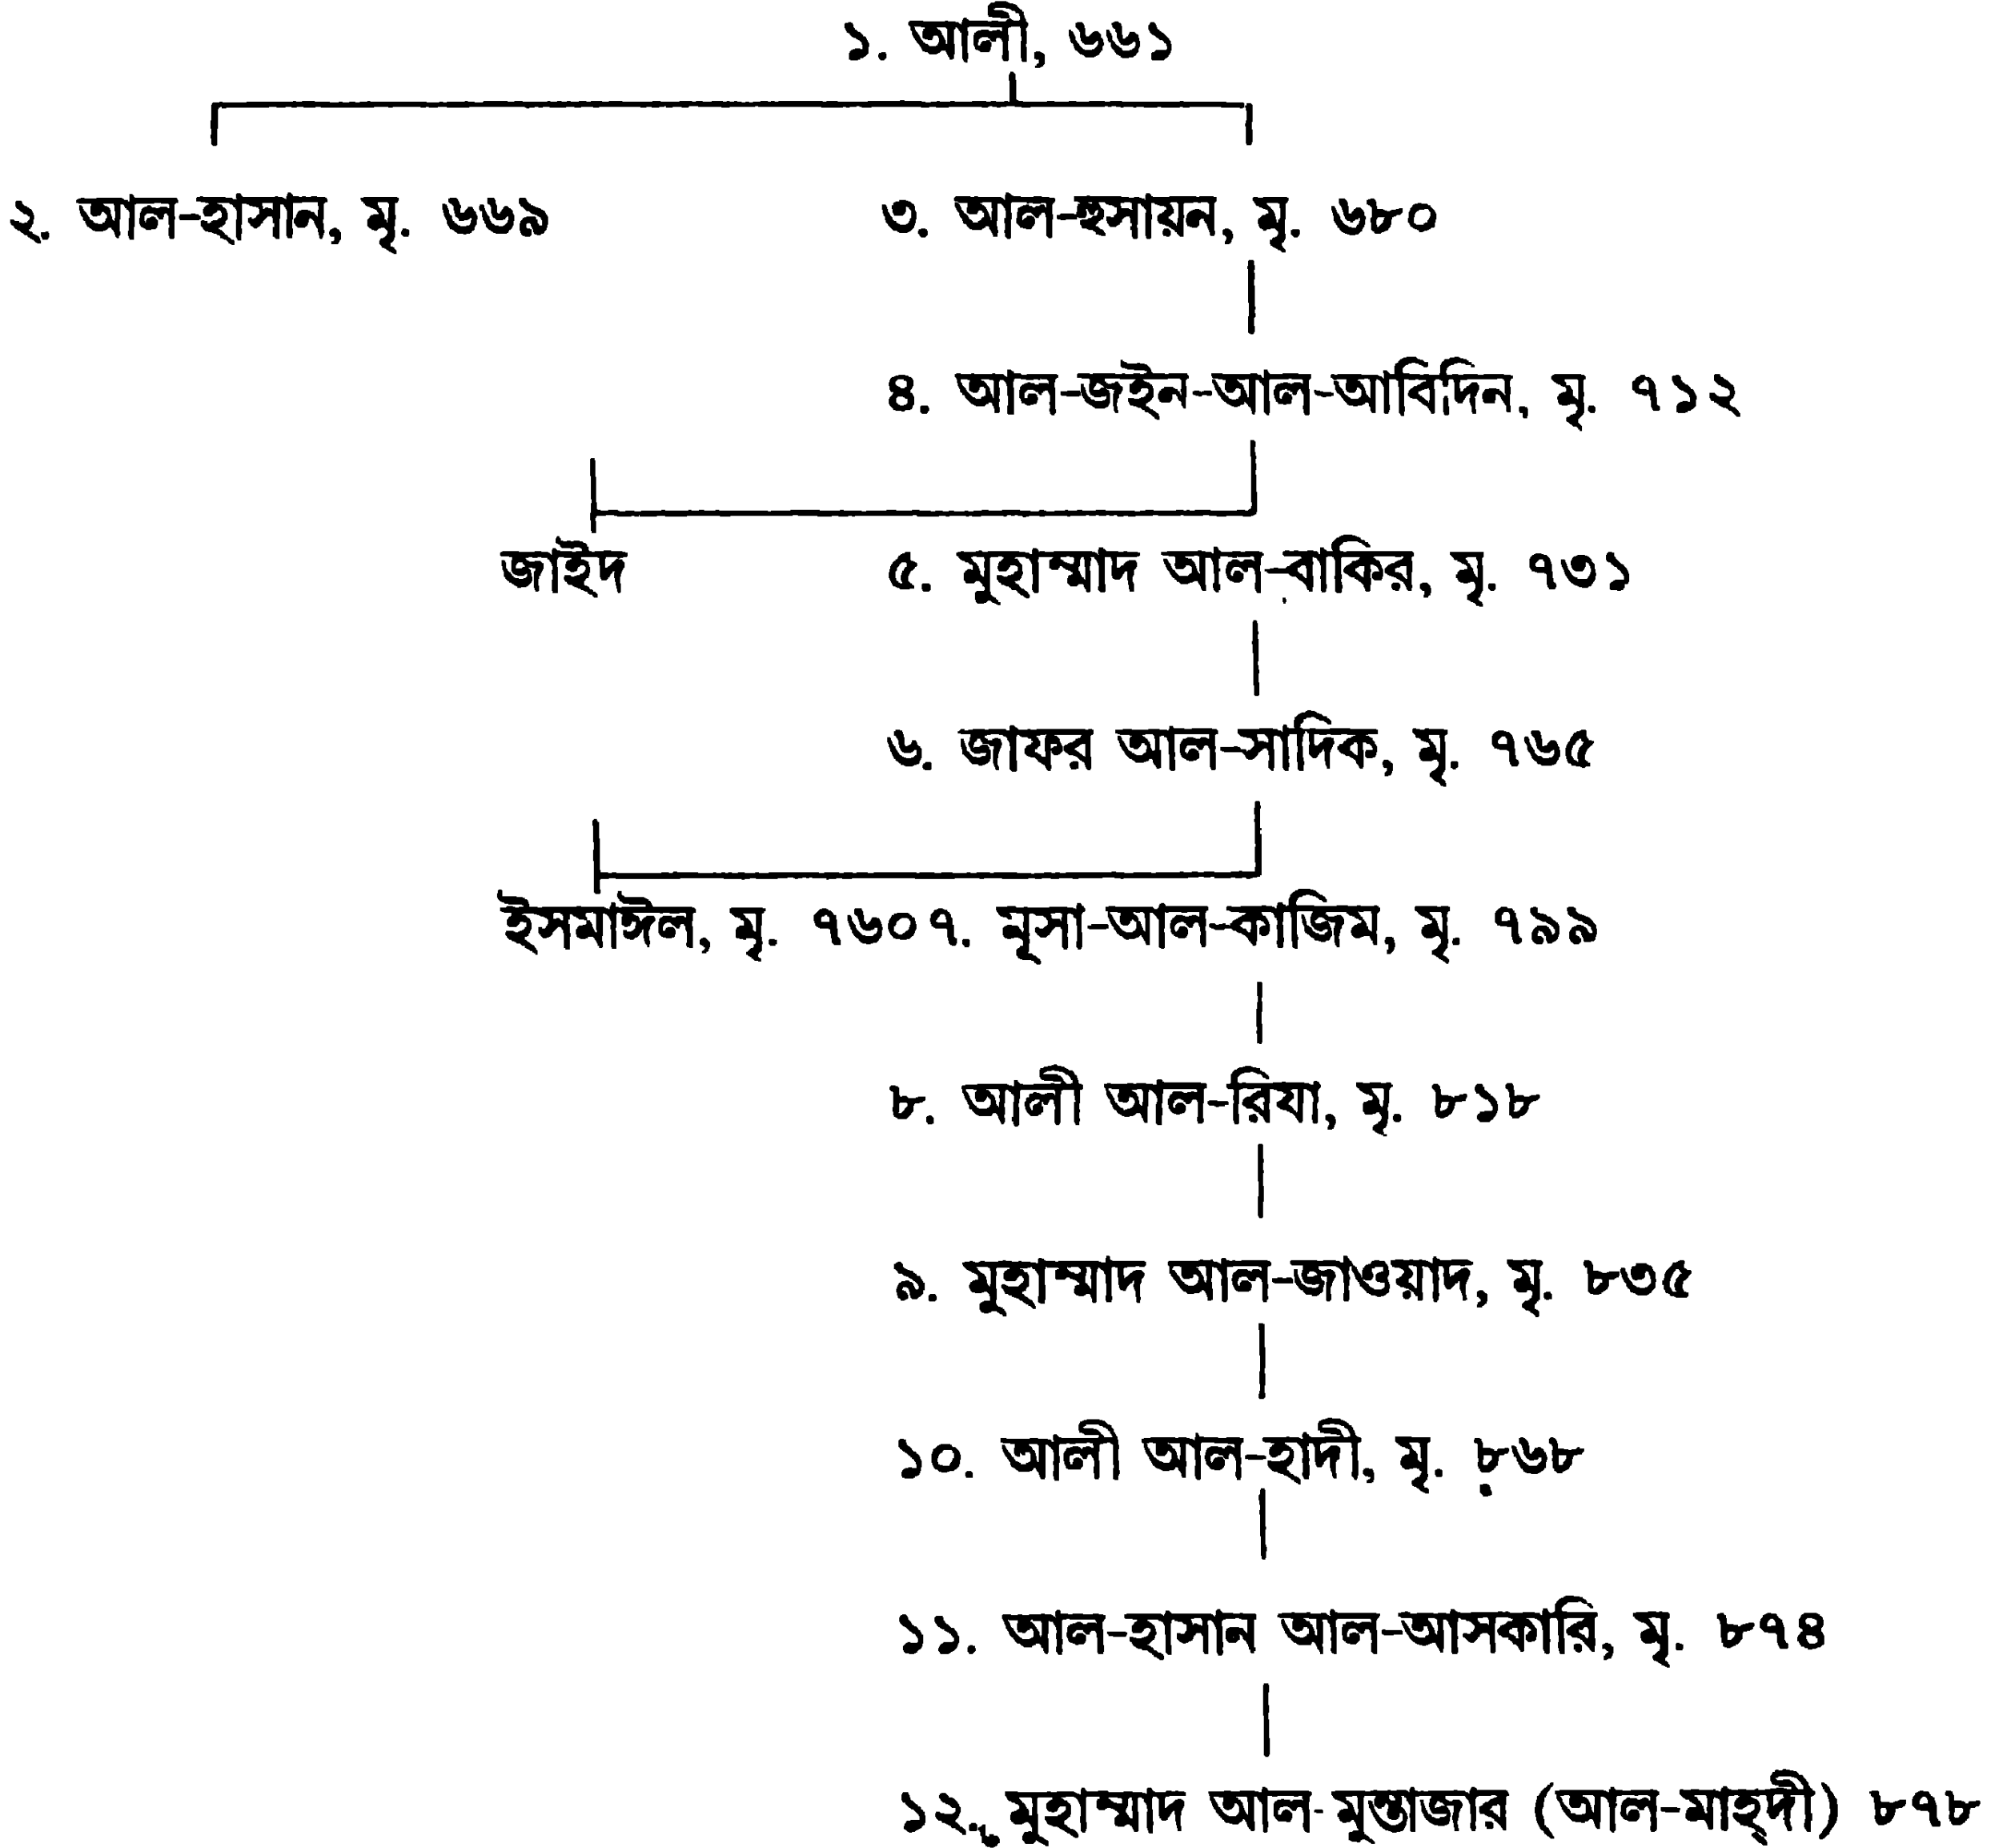 ১. আলী, ৬৬১
২. আল-হাসান, মৃ. ৬৬৯ ৩. আল-হুসায়ন, মৃ. ৬৮০
৪. আল-জইন-আল-আবিদিন, মৃ. ৭১২
জাইদ ৫. মুহাম্মাদ আল-বাকির, মৃ. ৭৩১
৬. জাফর আল-সাদিক, মৃ. ৭৬৫
ইসমাঈল, মৃ. ৭৬০ ৭. মূসা-আল-কাজিম, মৃ. ৭৯৯
৮. আলী আল-রিযা, মৃ. ৮১৮
৯. মুহাম্মাদ আল-জাওয়াদ, মৃ. ৮৩৫
১০. আলী আল-হাদী, মৃ. ৮৬৮
১১. আল-হাসান আল-আসকারি, মৃ. ৮৭৪
১২. মুহাম্মাদ আল-মুন্তাজার (আল-মাহ্দী) ৮৭৮